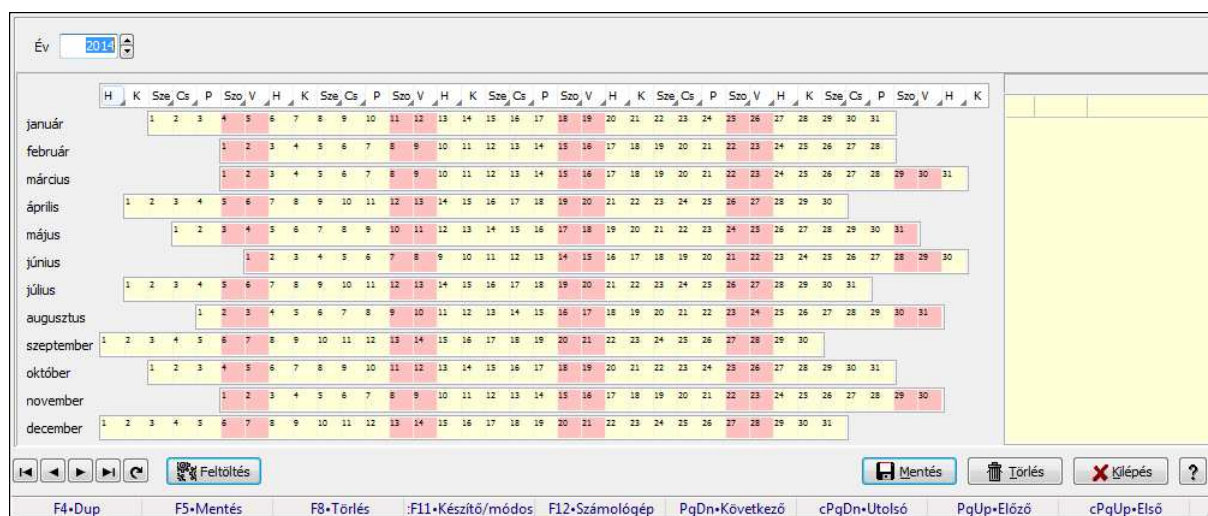 Év 2014
H K Sze Cs P Szo V H K Sze Cs P Szo V H K Sze Cs P Szo V H K Sze Cs P Szo V H K Sze Cs P Szo V H K
január 1 2 3 4 5 6 7 8 9 10 11 12 13 14 15 16 17 18 19 20 21 22 23 24 25 26 27 28 29 30 31
február 1 2 3 4 5 6 7 8 9 10 11 12 13 14 15 16 17 18 19 20 21 22 23 24 25 26 27 28
március 1 2 3 4 5 6 7 8 9 10 11 12 13 14 15 16 17 18 19 20 21 22 23 24 25 26 27 28 29 30 31
április 1 2 3 4 5 6 7 8 9 10 11 12 13 14 15 16 17 18 19 20 21 22 23 24 25 26 27 28 29 30
május 1 2 3 4 5 6 7 8 9 10 11 12 13 14 15 16 17 18 19 20 21 22 23 24 25 26 27 28 29 30 31
június 1 2 3 4 5 6 7 8 9 10 11 12 13 14 15 16 17 18 19 20 21 22 23 24 25 26 27 28 29 30
július 1 2 3 4 5 6 7 8 9 10 11 12 13 14 15 16 17 18 19 20 21 22 23 24 25 26 27 28 29 30 31
augusztus 1 2 3 4 5 6 7 8 9 10 11 12 13 14 15 16 17 18 19 20 21 22 23 24 25 26 27 28 29 30 31
szeptember 1 2 3 4 5 6 7 8 9 10 11 12 13 14 15 16 17 18 19 20 21 22 23 24 25 26 27 28 29 30
október 1 2 3 4 5 6 7 8 9 10 11 12 13 14 15 16 17 18 19 20 21 22 23 24 25 26 27 28 29 30 31
november 1 2 3 4 5 6 7 8 9 10 11 12 13 14 15 16 17 18 19 20 21 22 23 24 25 26 27 28 29 30
december 1 2 3 4 5 6 7 8 9 10 11 12 13 14 15 16 17 18 19 20 21 22 23 24 25 26 27 28 29 30 31
Feltöltés Mentés Törlés Kilépés ?
F4•Dup F5•Mentés F8•Törlés :F11•Készítő/módos F12•Számológép PgDn•Következő cPgDn•Utolsó PgUp•Előző cPgUp•Első